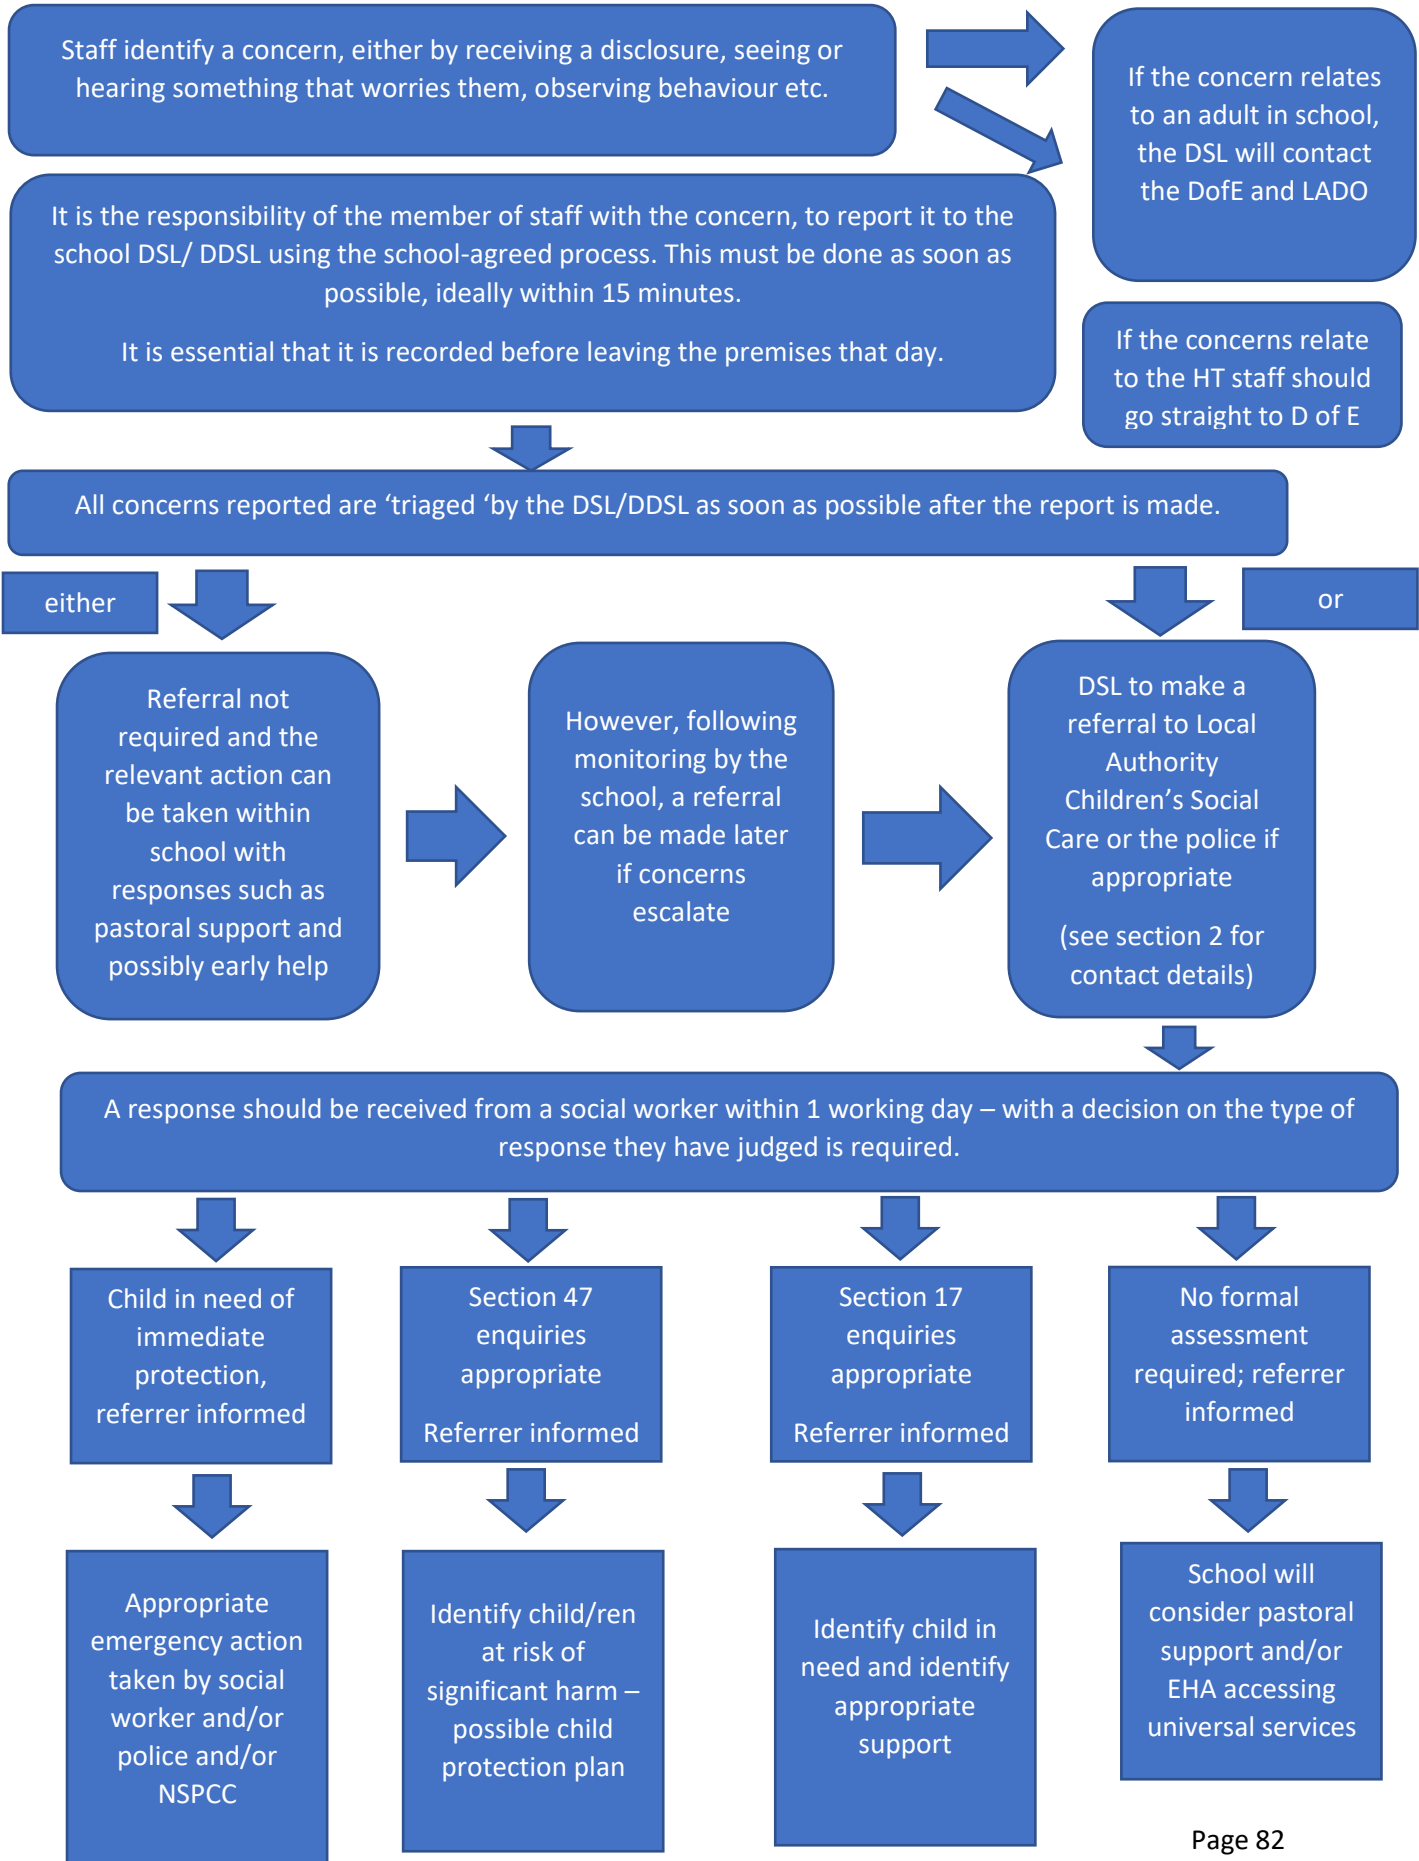 Staff identify a concern, either by receiving a disclosure, seeing or
hearing something that worries them, observing behaviour etc.
If the concern relates
to an adult in school,
the DSL will contact
the DofE and LADO
It is the responsibility of the member of staff with the concern, to report it to the
school DSL/ DDSL using the school-agreed process. This must be done as soon as
possible, ideally within 15 minutes.
It is essential that it is recorded before leaving the premises that day.
If the concerns relate
to the HT staff should
go straight to D of E
All concerns reported are ‘triaged ‘by the DSL/DDSL as soon as possible after the report is made.
either
or
Referral not
required and the
relevant action can
be taken within
school with
responses such as
pastoral support and
possibly early help
However, following
monitoring by the
school, a referral
can be made later
if concerns
escalate
DSL to make a
referral to Local
Authority
Children’s Social
Care or the police if
appropriate
(see section 2 for
contact details)
A response should be received from a social worker within 1 working day – with a decision on the type of
response they have judged is required.
Child in need of
immediate
protection,
referrer informed
Section 47
enquiries
appropriate
Referrer informed
Section 17
enquiries
appropriate
Referrer informed
No formal
assessment
required; referrer
informed
Appropriate
emergency action
taken by social
worker and/or
police and/or
NSPCC
Identify child/ren
at risk of
significant harm –
possible child
protection plan
Identify child in
need and identify
appropriate
support
School will
consider pastoral
support and/or
EHA accessing
universal services
Page 82